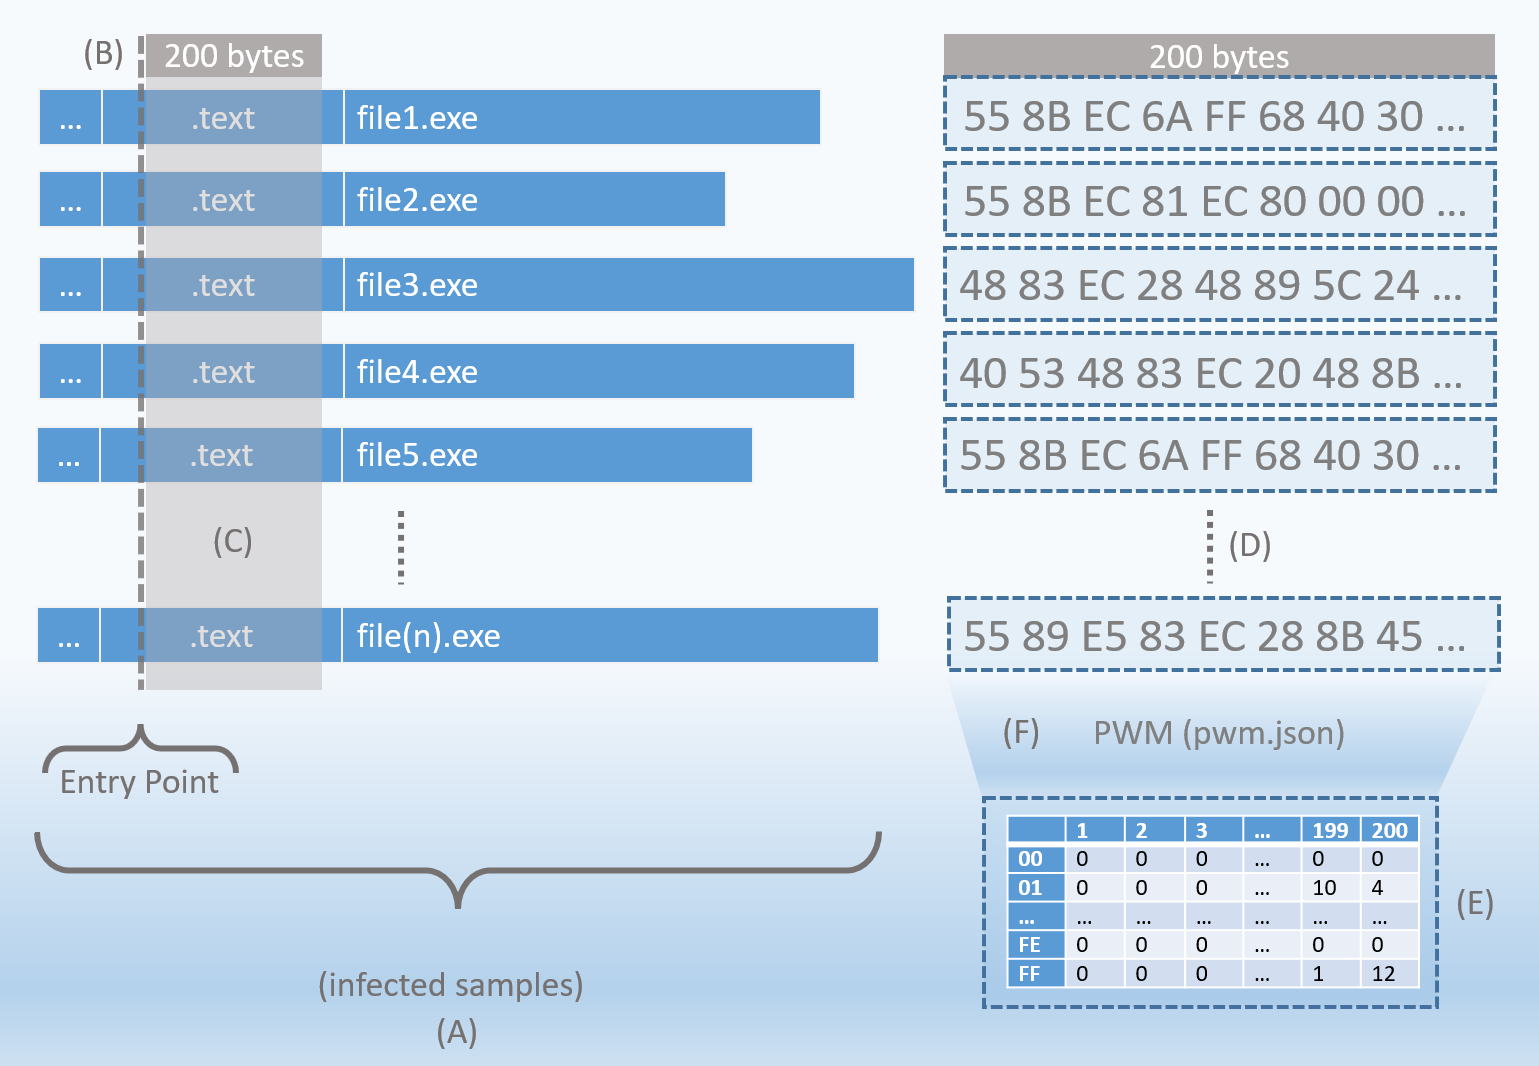 (B)
200 bytes
... .text file1.exe
... .text file2.exe
... .text file3.exe
... .text file4.exe
... .text file5.exe
(C)
... .text file(n).exe
Entry Point
(infected samples)
(A)
200 bytes
55 8B EC 6A FF 68 40 30 ...
55 8B EC 81 EC 80 00 00 ...
48 83 EC 28 48 89 5C 24 ...
40 53 48 83 EC 20 48 8B ...
55 8B EC 6A FF 68 40 30 ...
(D)
55 89 E5 83 EC 28 8B 45 ...
(F) PWM (pwm.json)
1 2 3 ... 199 200
00 0 0 0 ... 0 0
01 0 0 0 ... 10 4
... ... ... ... ... ... ...
FE 0 0 0 ... 0 0
FF 0 0 0 ... 1 12
(E)